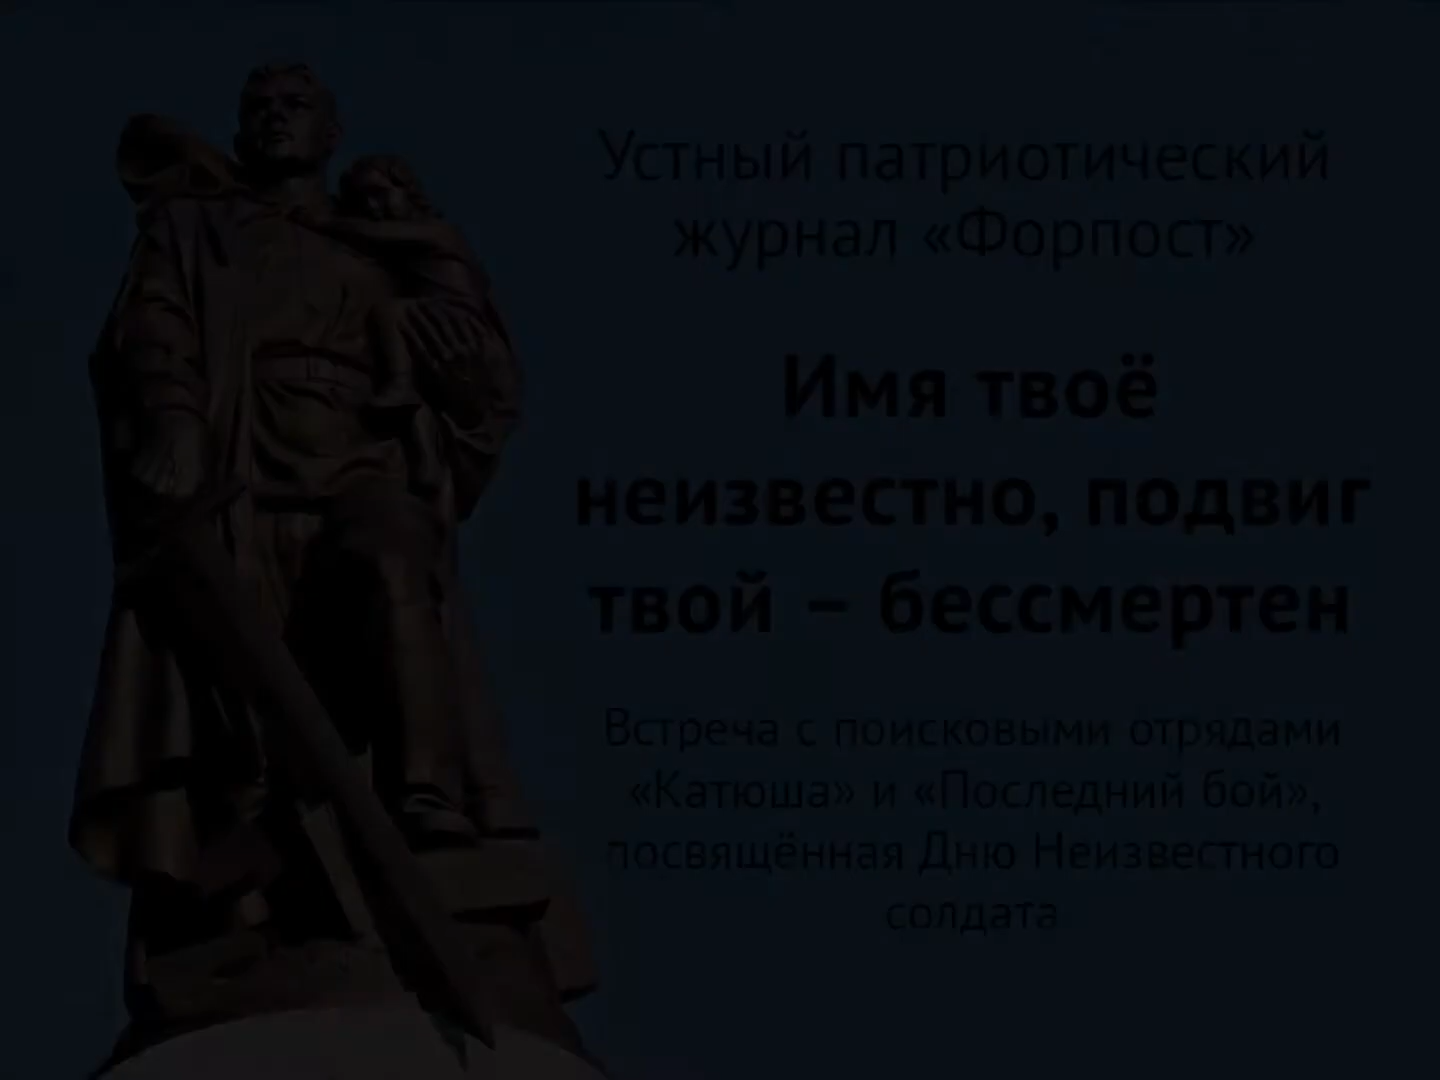 Устный патриотический
журнал «Форпост»
Имя твоё
неизвестно, подвиг
твой – бессмертен
Встреча с поисковыми отрядами
«Катюша» и «Последний бой»,
посвящённая Дню Неизвестного
солдата